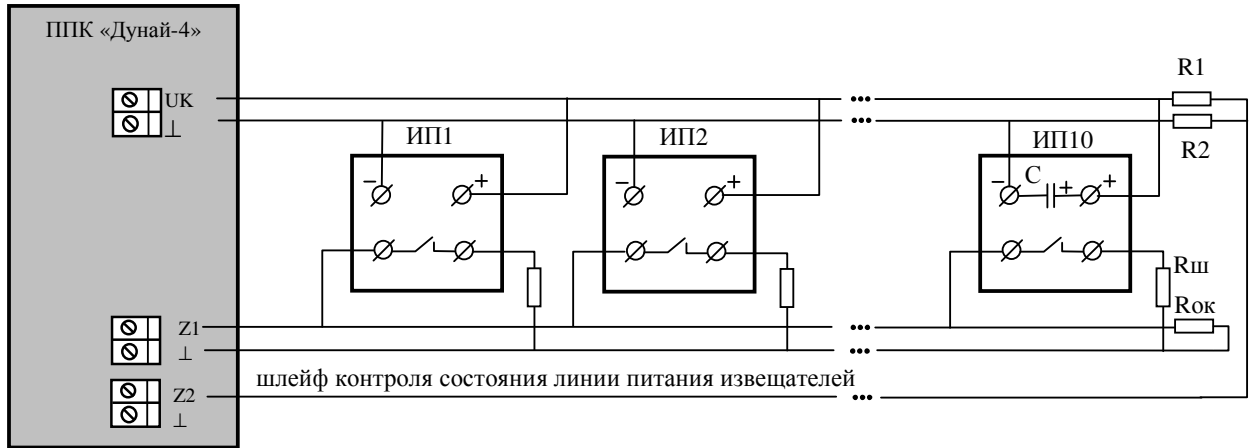 ППК «Дунай-4»
UK
⊥
R1
R2
ИП1
ИП2
ИП10
− +
− +
− C + +
Rш
Rок
Z1
⊥
шлейф контроля состояния линии питания извещателей
Z2
⊥